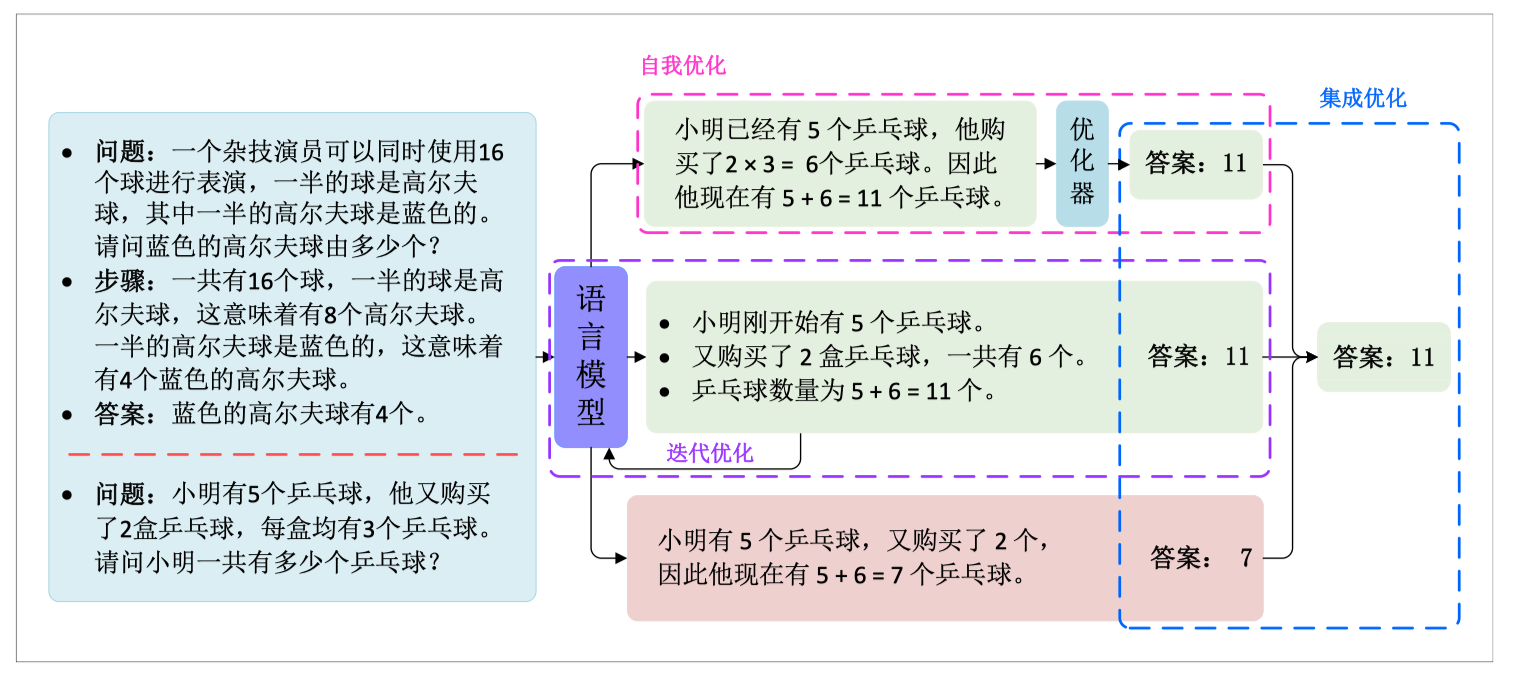 自我优化
集成优化
• 问题：一个杂技演员可以同时使用16
个球进行表演，一半的球是高尔夫
球，其中一半的高尔夫球是蓝色的。
请问蓝色的高尔夫球由多少个？
• 步骤：一共有16个球，一半的球是高
尔夫球，这意味着有8个高尔夫球。
一半的高尔夫球是蓝色的，这意味着
有4个蓝色的高尔夫球。
• 答案：蓝色的高尔夫球有4个。
• 问题：小明有5个乒乓球，他又购买
了2盒乒乓球，每盒均有3个乒乓球。
请问小明一共有多少个乒乓球？
语言模型
小明已经有 5 个乒乓球，他购
买了2 × 3 = 6个乒乓球。因此
他现在有 5 + 6 = 11 个乒乓球。
优化器
答案：11
• 小明刚开始有 5 个乒乓球。
• 又购买了 2 盒乒乓球，一共有 6 个。
• 乒乓球数量为 5 + 6 = 11 个。
答案：11
迭代优化
小明有 5 个乒乓球，又购买了 2 个，
因此他现在有 5 + 6 = 7 个乒乓球。
答案： 7
答案：11